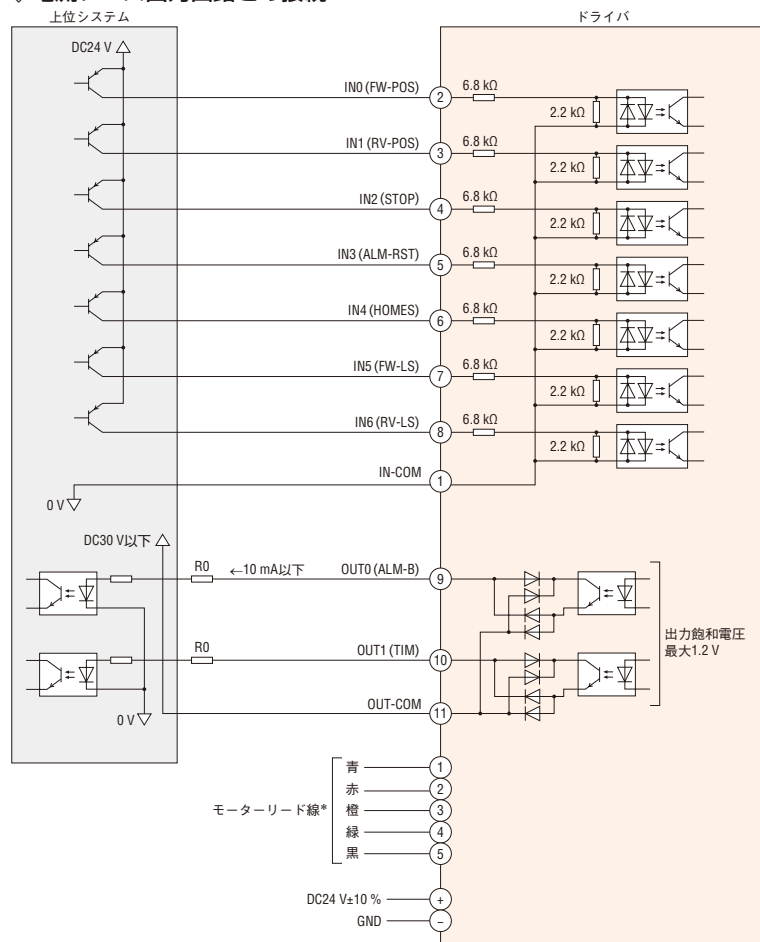 上位システム
ドライバ
DC24 V
IN0 (FW-POS)
2
6.8 kΩ
2.2 kΩ
IN1 (RV-POS)
3
6.8 kΩ
2.2 kΩ
IN2 (STOP)
4
6.8 kΩ
2.2 kΩ
IN3 (ALM-RST)
5
6.8 kΩ
2.2 kΩ
IN4 (HOMES)
6
6.8 kΩ
2.2 kΩ
IN5 (FW-LS)
7
6.8 kΩ
2.2 kΩ
IN6 (RV-LS)
8
6.8 kΩ
2.2 kΩ
IN-COM
1
0 V
DC30 V以下
R0
←10 mA以下
OUT0 (ALM-B)
9
R0
OUT1 (TIM)
10
出力飽和電圧
最大1.2 V
0 V
OUT-COM
11
モーターリード線*
青
1
赤
2
橙
3
緑
4
黒
5
DC24 V±10 %
+
GND
−